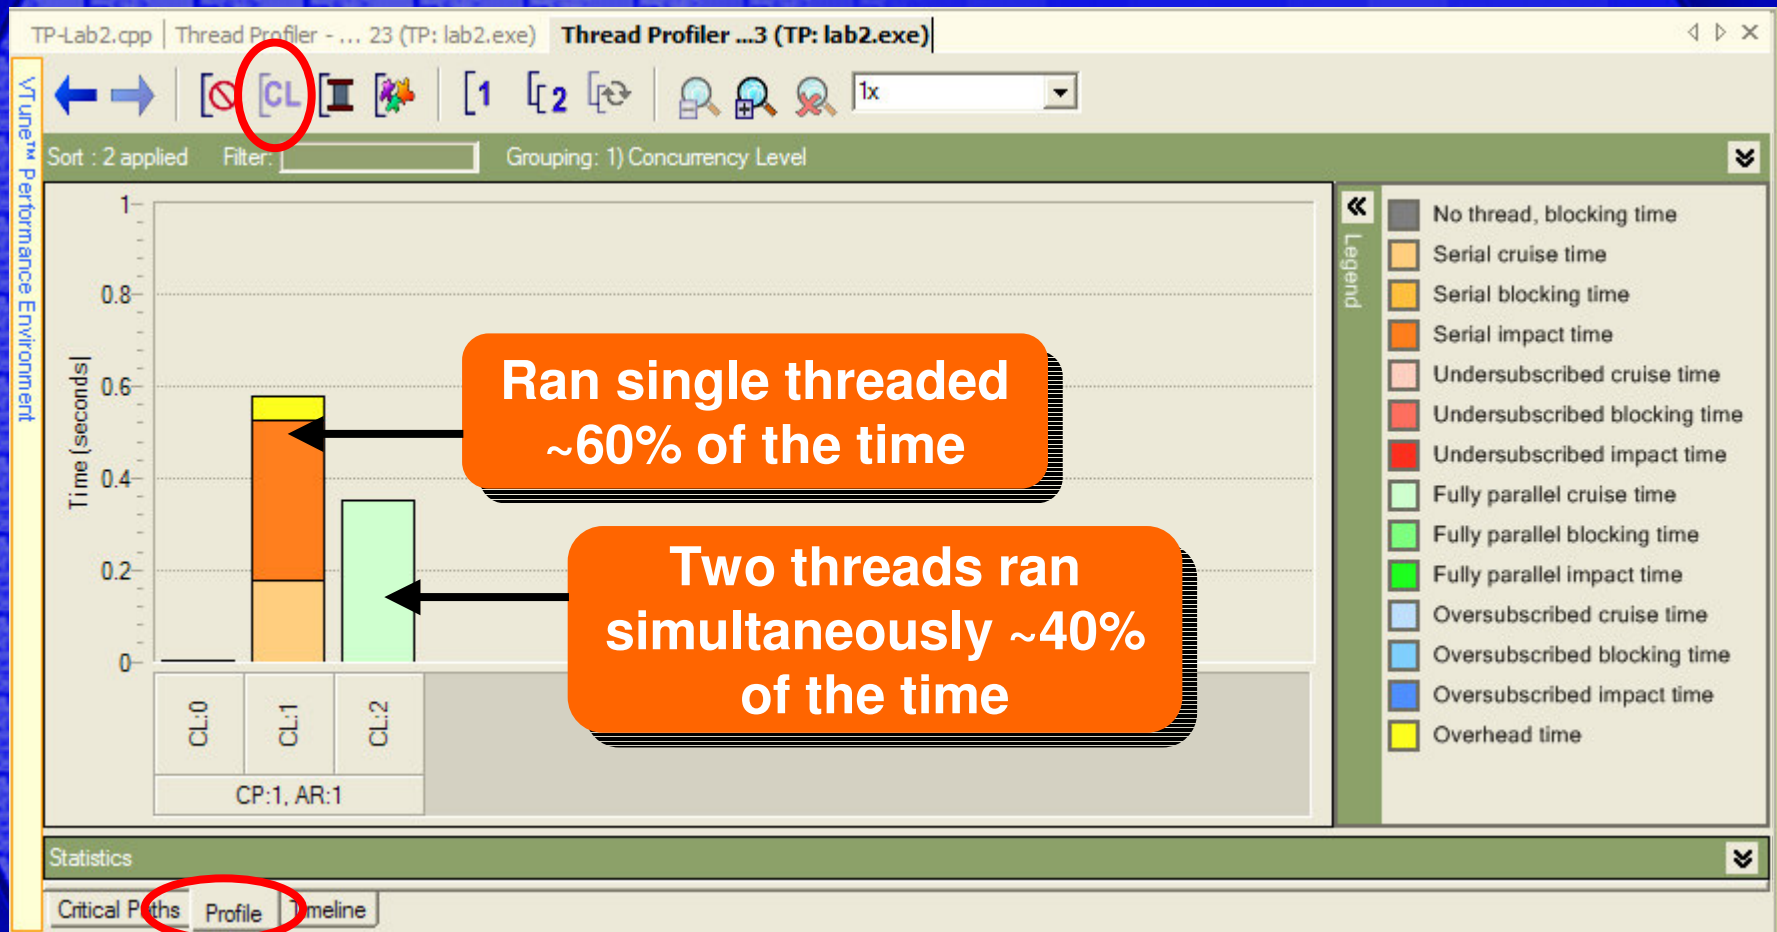 TP-Lab2.cpp
Thread Profiler - ... 23 (TP: lab2.exe)
Thread Profiler ...3 (TP: lab2.exe)
VTune™ Performance Environment
CL
1
2
1x
Sort : 2 applied
Filter:
Grouping: 1) Concurrency Level
1
0.8
0.6
0.4
0.2
0
Time (seconds)
Ran single threaded
~60% of the time
Two threads ran
simultaneously ~40%
of the time
CL:0
CL:1
CL:2
CP:1, AR:1
Legend
No thread, blocking time
Serial cruise time
Serial blocking time
Serial impact time
Undersubscribed cruise time
Undersubscribed blocking time
Undersubscribed impact time
Fully parallel cruise time
Fully parallel blocking time
Fully parallel impact time
Oversubscribed cruise time
Oversubscribed blocking time
Oversubscribed impact time
Overhead time
Statistics
Critical Paths
Profile
Timeline